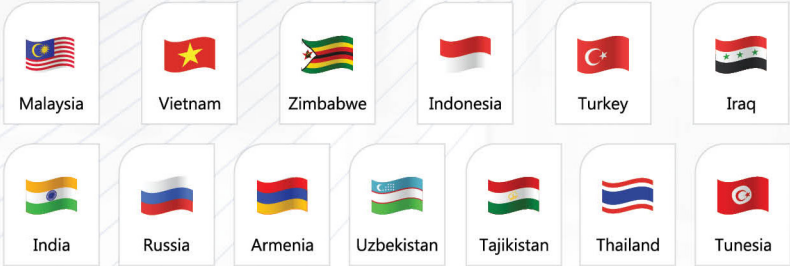 Malaysia
Vietnam
Zimbabwe
Indonesia
Turkey
Iraq
India
Russia
Armenia
Uzbekistan
Tajikistan
Thailand
Tunesia